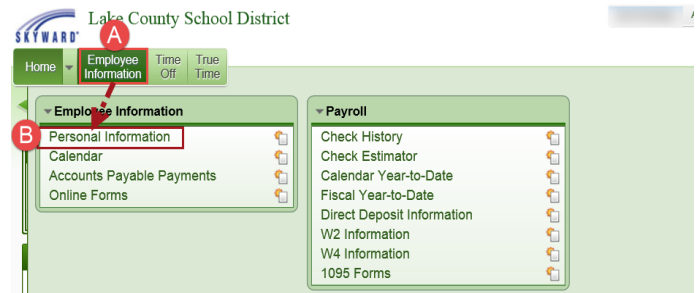 Lake County School District
SKYWARD
A
Home
Employee Information
Time Off
True Time
Employee Information
B
Personal Information
Calendar
Accounts Payable Payments
Online Forms
Payroll
Check History
Check Estimator
Calendar Year-to-Date
Fiscal Year-to-Date
Direct Deposit Information
W2 Information
W4 Information
1095 Forms